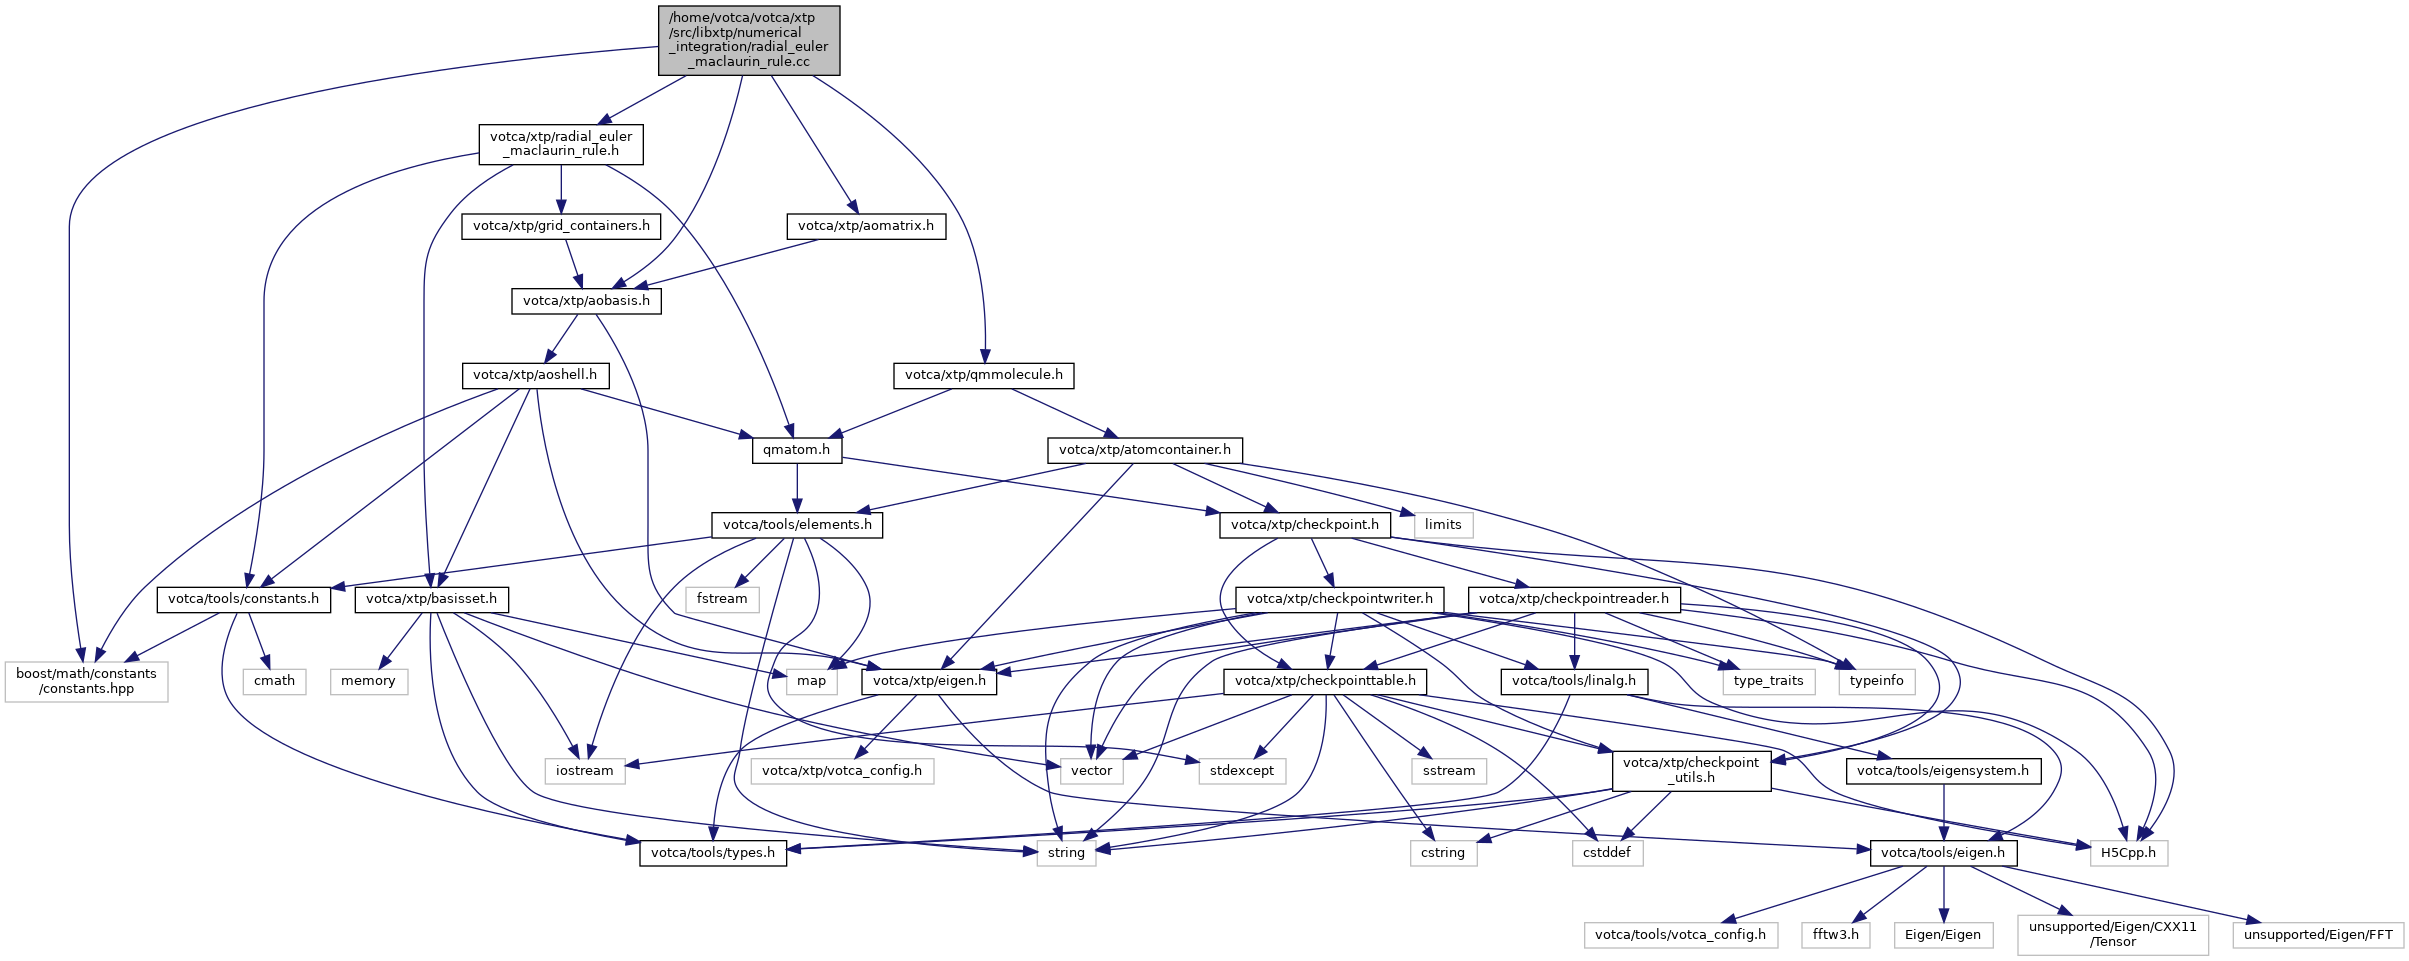 /home/votca/votca/xtp
/src/libxtp/numerical
_integration/radial_euler
_maclaurin_rule.cc
votca/xtp/radial_euler
_maclaurin_rule.h
votca/xtp/grid_containers.h
votca/xtp/aomatrix.h
votca/xtp/aobasis.h
votca/xtp/aoshell.h
votca/xtp/qmmolecule.h
qmatom.h
votca/xtp/atomcontainer.h
votca/tools/elements.h
votca/xtp/checkpoint.h
limits
votca/tools/constants.h
votca/xtp/basisset.h
fstream
votca/xtp/checkpointwriter.h
votca/xtp/checkpointreader.h
boost/math/constants
/constants.hpp
cmath
memory
map
votca/xtp/eigen.h
votca/xtp/checkpointtable.h
votca/tools/linalg.h
type_traits
typeinfo
iostream
votca/xtp/votca_config.h
vector
stdexcept
sstream
votca/xtp/checkpoint
_utils.h
votca/tools/eigensystem.h
votca/tools/types.h
string
cstring
cstddef
votca/tools/eigen.h
H5Cpp.h
votca/tools/votca_config.h
fftw3.h
Eigen/Eigen
unsupported/Eigen/CXX11
/Tensor
unsupported/Eigen/FFT